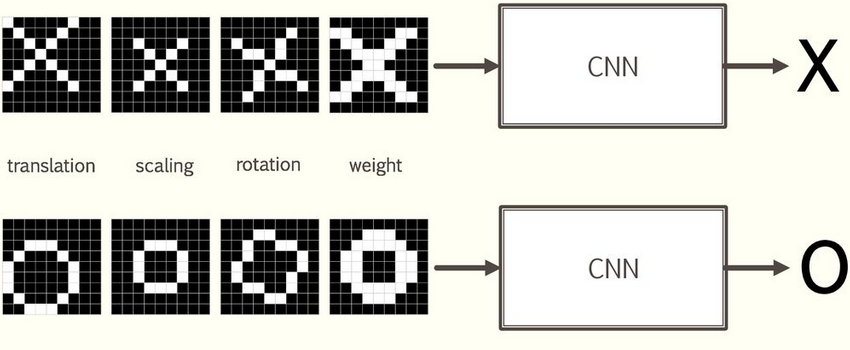 CNN
X
translation scaling rotation weight
CNN
O